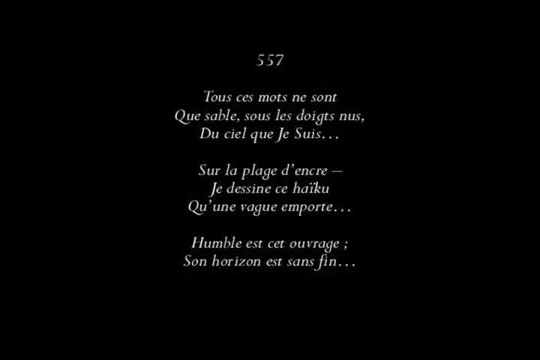 557
Tous ces mots ne sont
Que sable, sous les doigts nus,
Du ciel que Je Suis...
Sur la plage d'encre —
Je dessine ce haïku
Qu'une vague emporte...
Humble est cet ouvrage ;
Son horizon est sans fin...